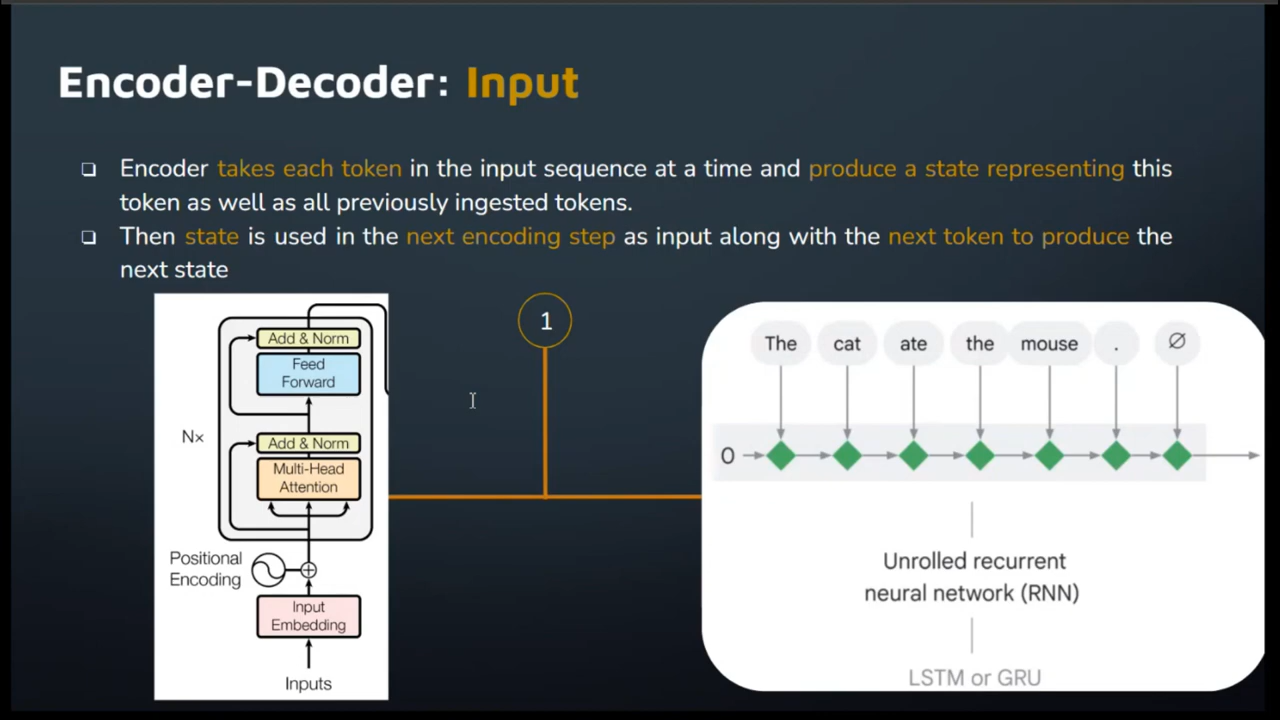 Encoder-Decoder: Input
Encoder takes each token in the input sequence at a time and produce a state representing this
token as well as all previously ingested tokens.
Then state is used in the next encoding step as input along with the next token to produce the
next state
Add & Norm
Feed
Forward
Nx
Add & Norm
Multi-Head
Attention
Positional
Encoding
Input
Embedding
Inputs
1
The cat ate the mouse . ∅
0
Unrolled recurrent
neural network (RNN)
LSTM or GRU